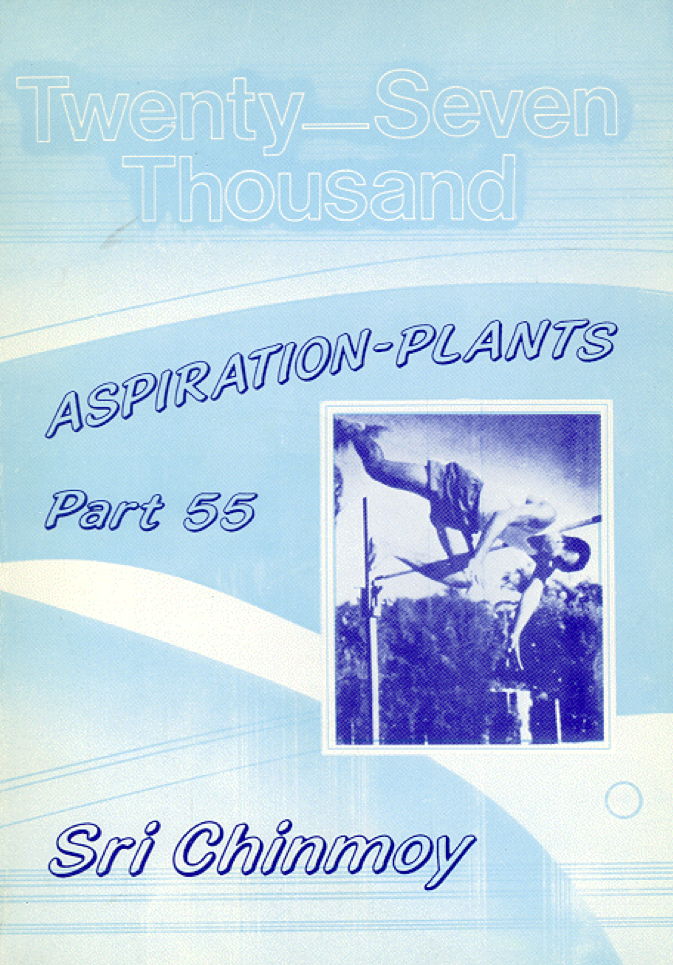 Twenty—Seven
Thousand
ASPIRATION-PLANTS
Part 55
Sri Chinmoy